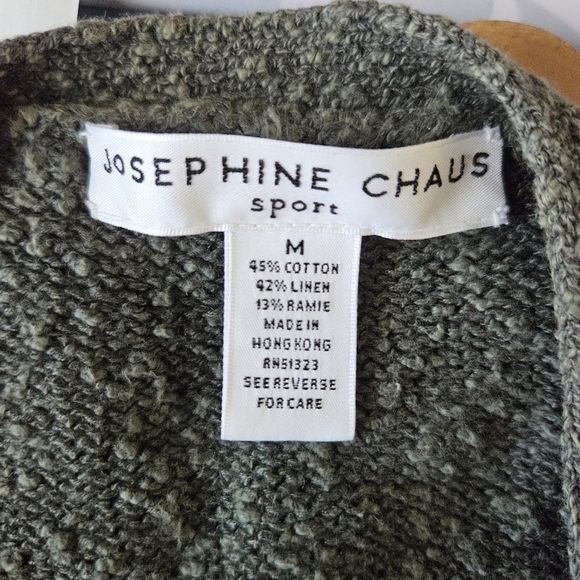 JOSEPHINE CHAUS
sport
M
45% COTTON
42% LINEN
13% RAMIE
MADE IN
HONG KONG
RN51323
SEE REVERSE
FOR CARE